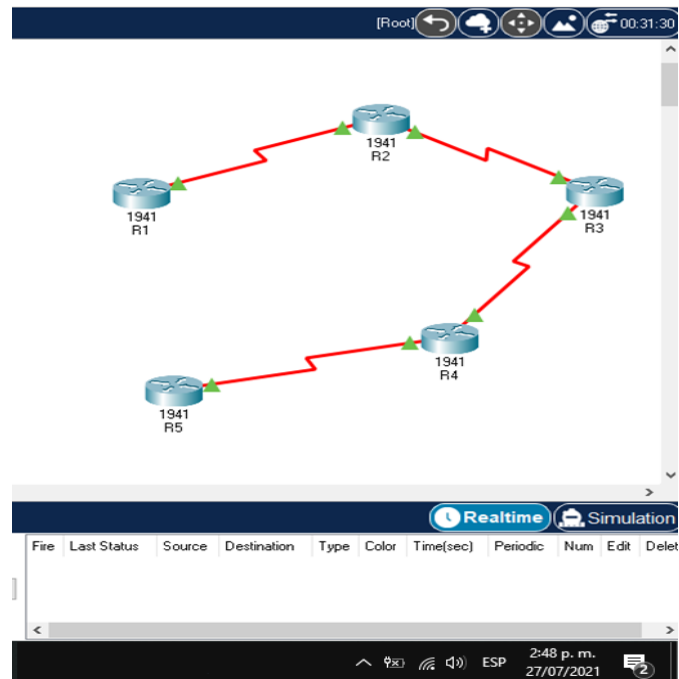 [Root] 00:31:30
1941
R2
1941
R1
1941
R3
1941
R4
1941
R5
Realtime Simulation
Fire Last Status Source Destination Type Color Time(sec) Periodic Num Edit Delet
ESP
2:48 p. m.
27/07/2021
2